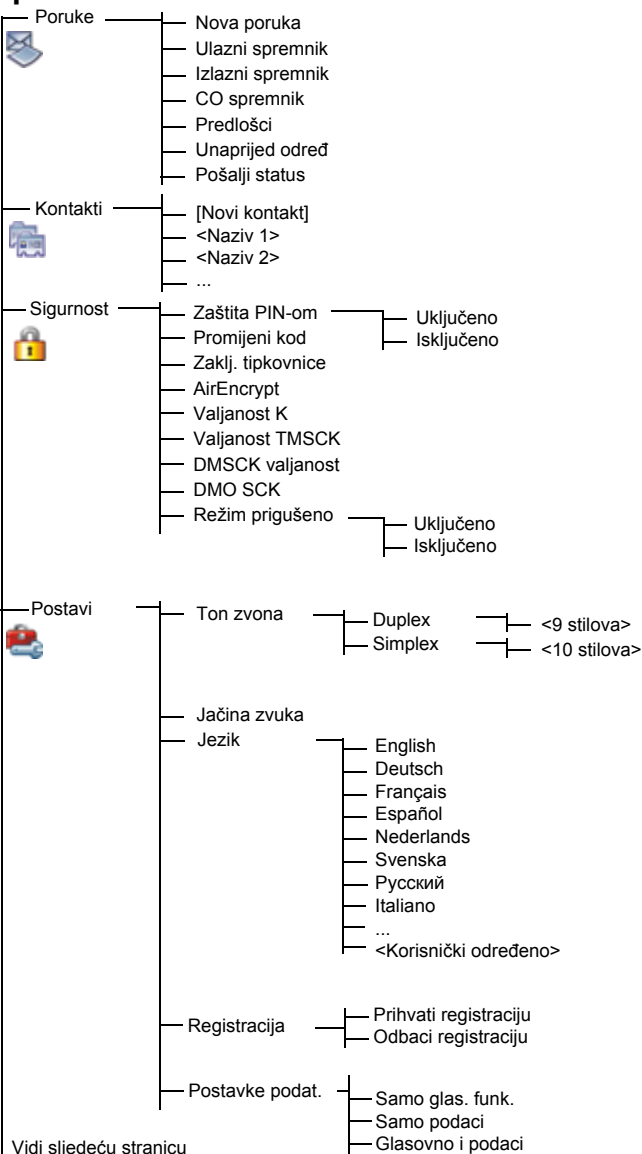 Poruke
Nova poruka
Ulazni spremnik
Izlazni spremnik
CO spremnik
Predlošci
Unaprijed određ
Pošalji status
Kontakti
[Novi kontakt]
<Naziv 1>
<Naziv 2>
...
Sigurnost
Zaštita PIN-om
Uključeno
Isključeno
Promijeni kod
Zaklj. tipkovnice
AirEncrypt
Valjanost K
Valjanost TMSCK
DMSCK valjanost
DMO SCK
Režim prigušeno
Uključeno
Isključeno
Postavi
Ton zvona
Duplex
<9 stilova>
Simplex
<10 stilova>
Jačina zvuka
Jezik
English
Deutsch
Français
Español
Nederlands
Svenska
Русский
Italiano
...
<Korisnički određeno>
Registracija
Prihvati registraciju
Odbaci registraciju
Postavke podat.
Samo glas. funk.
Samo podaci
Glasovno i podaci
Vidi sljedeću stranicu